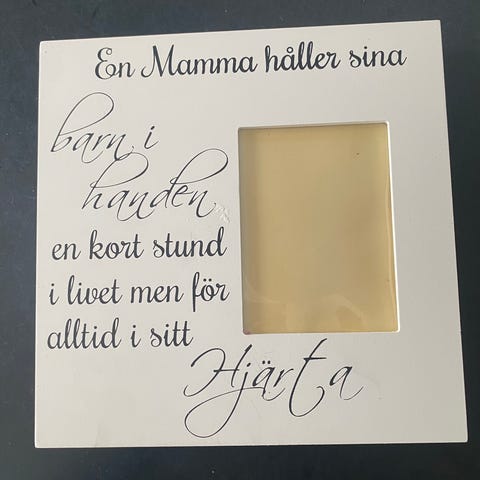 En Mamma håller sina
barn i
handen
en kort stund
i livet men för
alltid i sitt
Hjärta